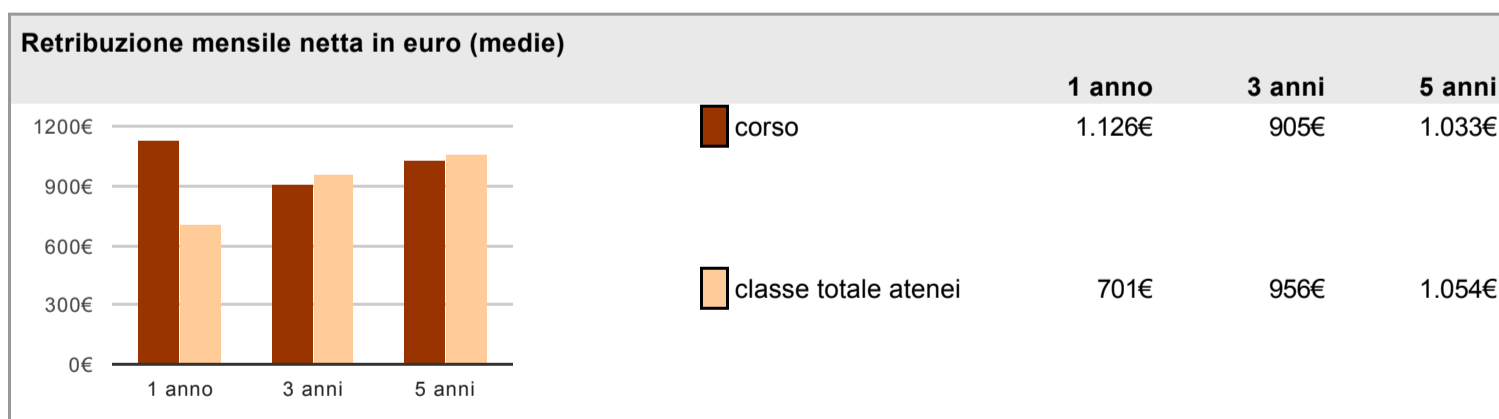 Retribuzione mensile netta in euro (medie)
1 anno 3 anni 5 anni
1200€
900€
600€
300€
0€
1 anno 3 anni 5 anni
corso 1.126€ 905€ 1.033€
classe totale atenei 701€ 956€ 1.054€